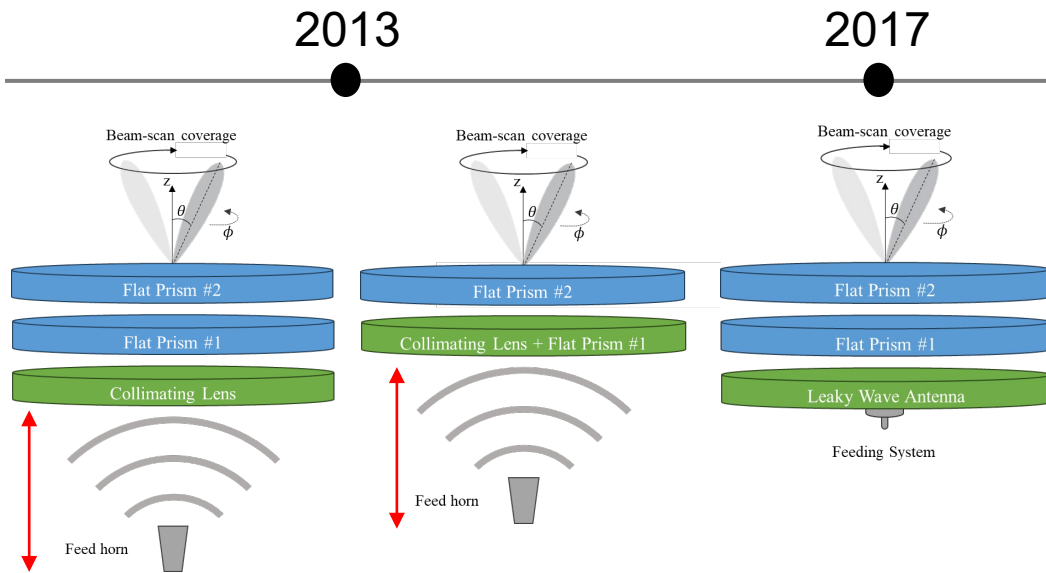 2013
2017
Beam-scan coverage
z
θ
ϕ
Flat Prism #2
Flat Prism #1
Collimating Lens
Feed horn
Beam-scan coverage
z
θ
ϕ
Flat Prism #2
Collimating Lens + Flat Prism #1
Feed horn
Beam-scan coverage
z
θ
ϕ
Flat Prism #2
Flat Prism #1
Leaky Wave Antenna
Feeding System